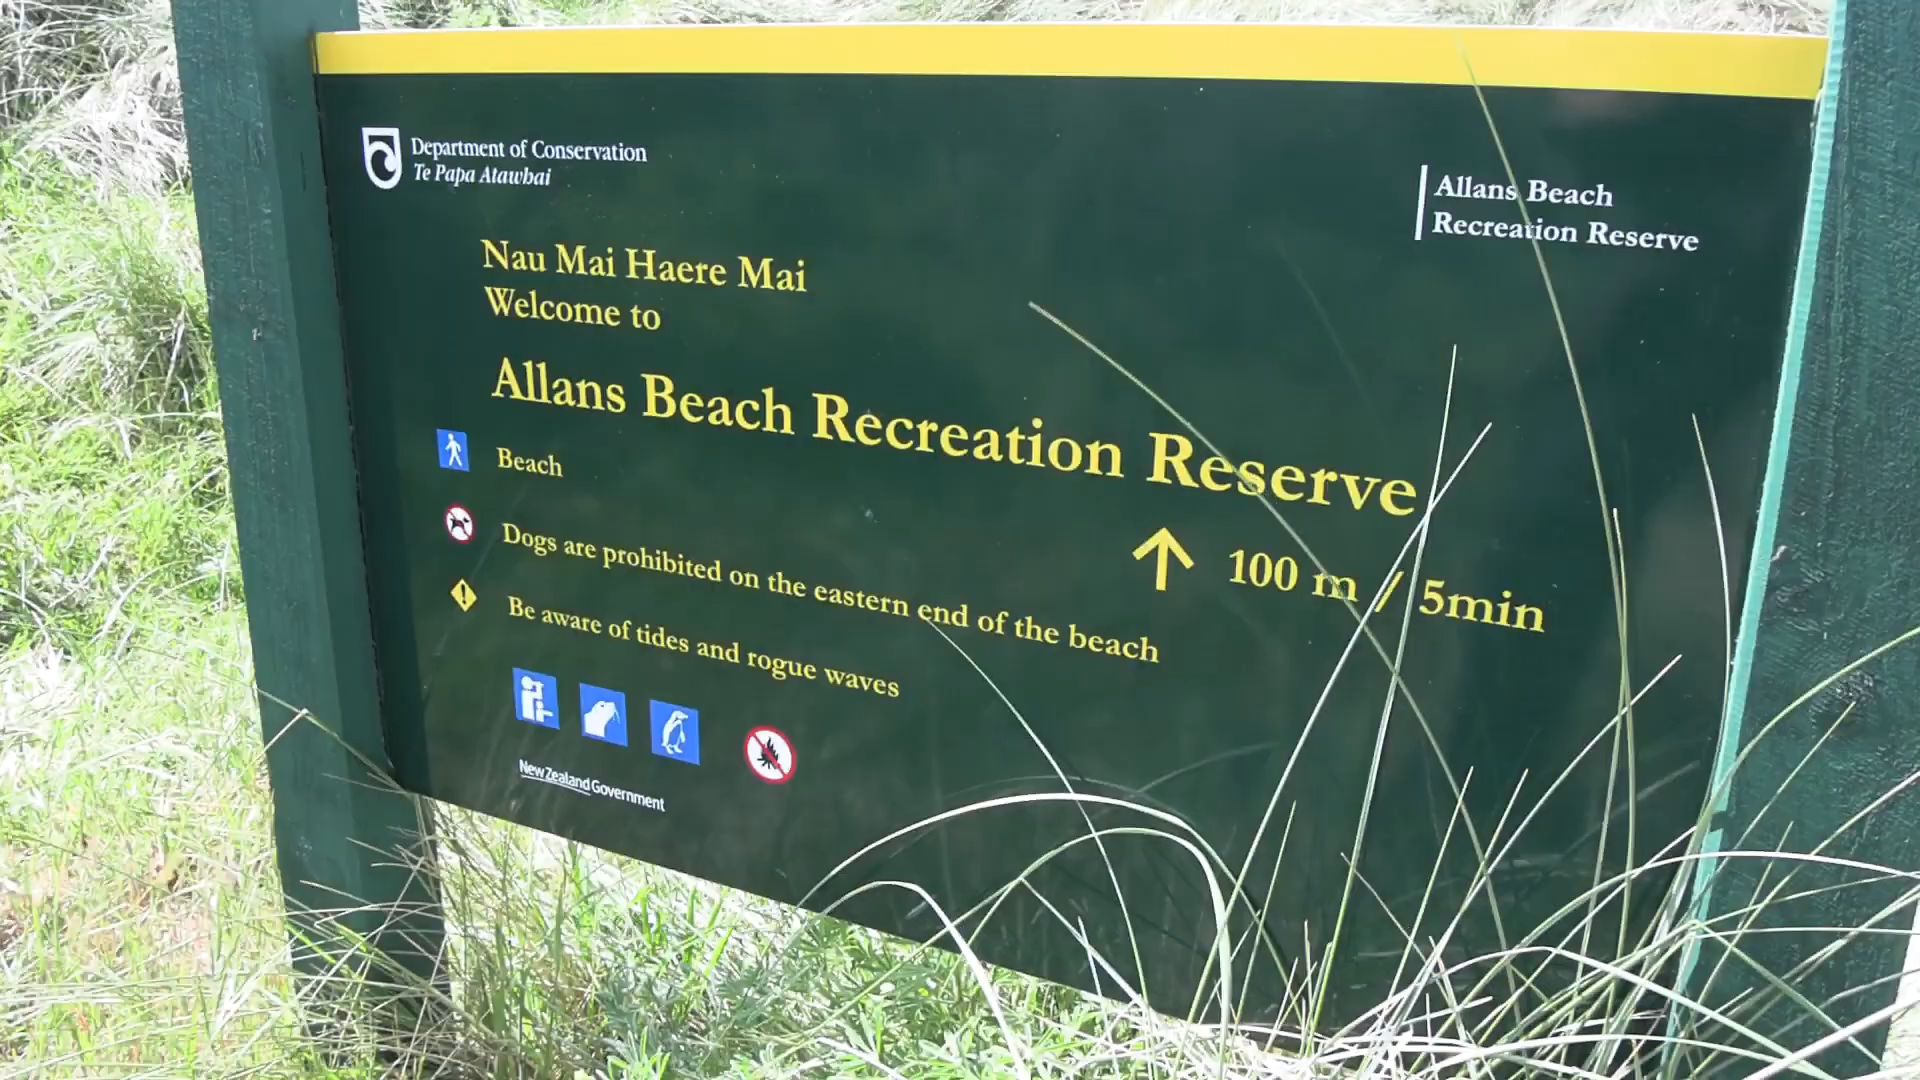 Department of Conservation
Te Papa Atawhai
Allans Beach
Recreation Reserve
Nau Mai Haere Mai
Welcome to
Allans Beach Recreation Reserve
Beach
100 m / 5min
Dogs are prohibited on the eastern end of the beach
Be aware of tides and rogue waves
New Zealand Government